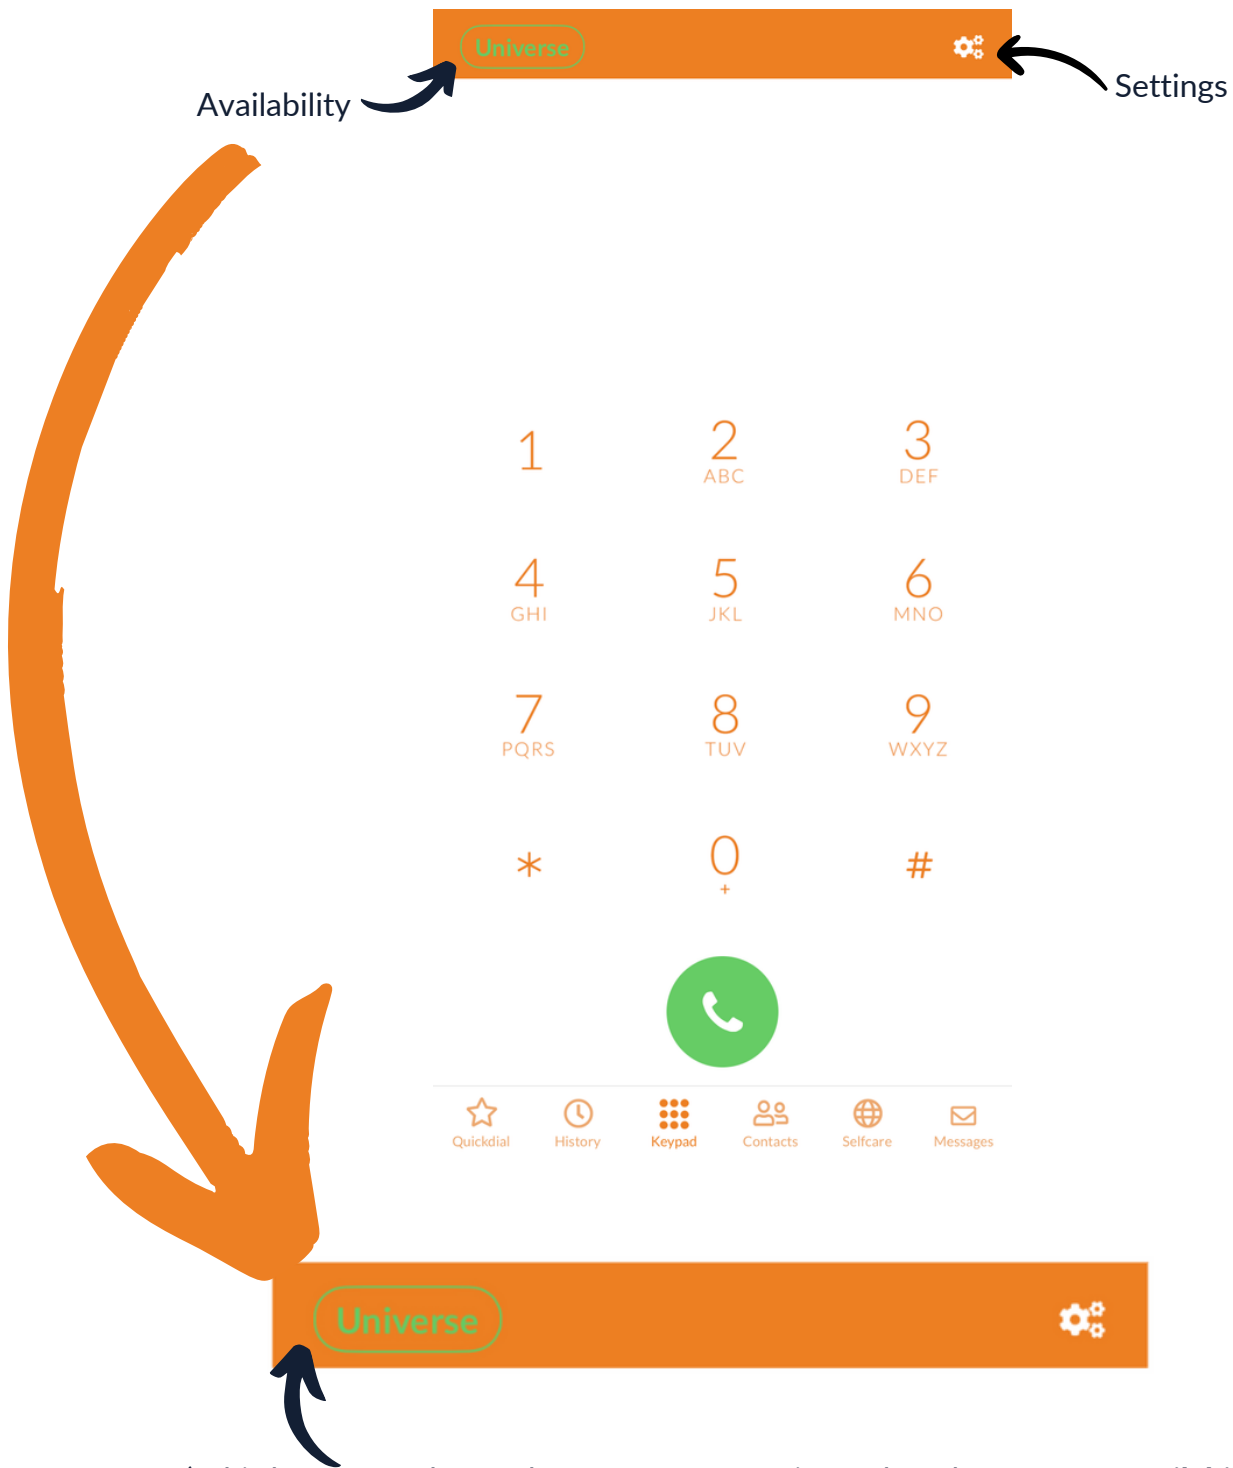 Universe
Settings
Availability
1 2 3
ABC DEF
4 5 6
GHI JKL MNO
7 8 9
PQRS TUV WXYZ
* 0 #
+
Quickdial History Keypad Contacts Selfcare Messages
Universe